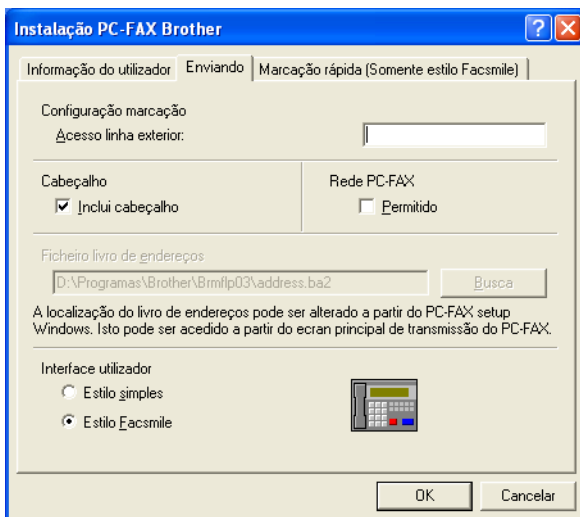 Instalação PC-FAX Brother
Informação do utilizador
Enviando
Marcação rápida (Somente estilo Facsmile)
Configuração marcação
Acesso linha exterior:
Cabeçalho
Rede PC-FAX
Inclui cabeçalho
Permitido
Ficheiro livro de endereços
D:\Programas\Brother\Brmflp03\address.ba2
Busca
A localização do livro de endereços pode ser alterado a partir do PC-FAX setup
Windows. Isto pode ser acedido a partir do ecran principal de transmissão do PC-FAX.
Interface utilizador
Estilo simples
Estilo Facsmile
OK
Cancelar